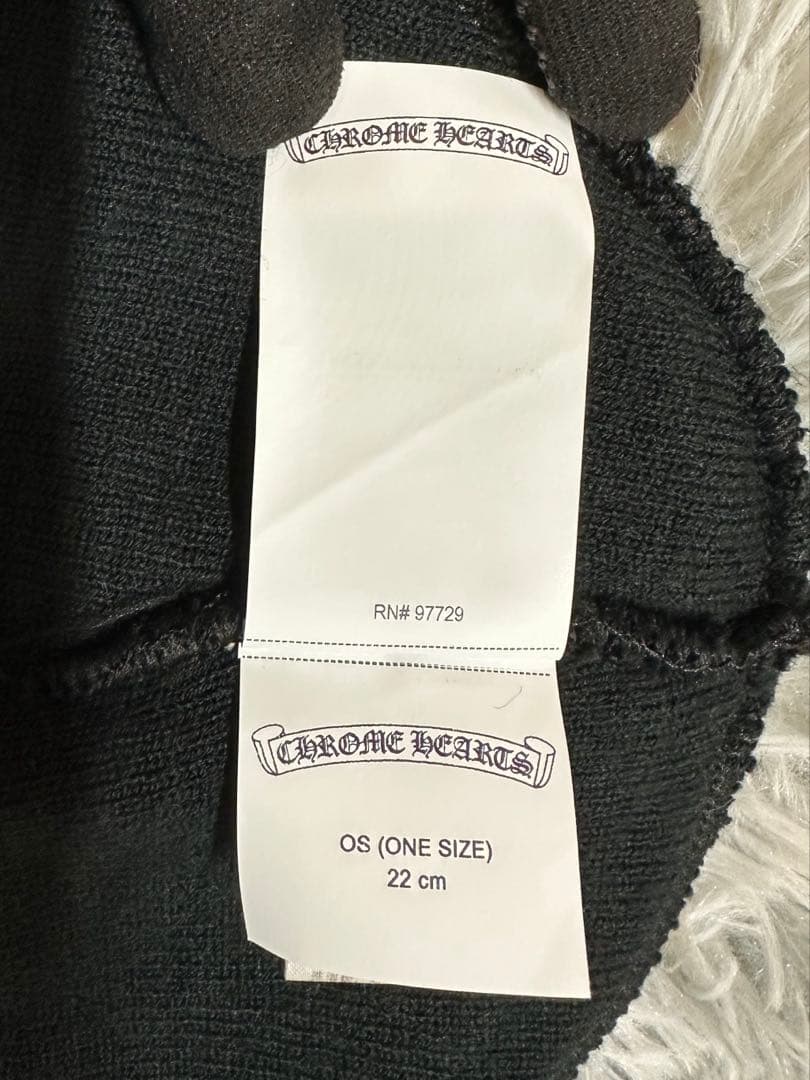 CHROME HEARTS
RN# 97729
CHROME HEARTS
OS (ONE SIZE)
22 cm